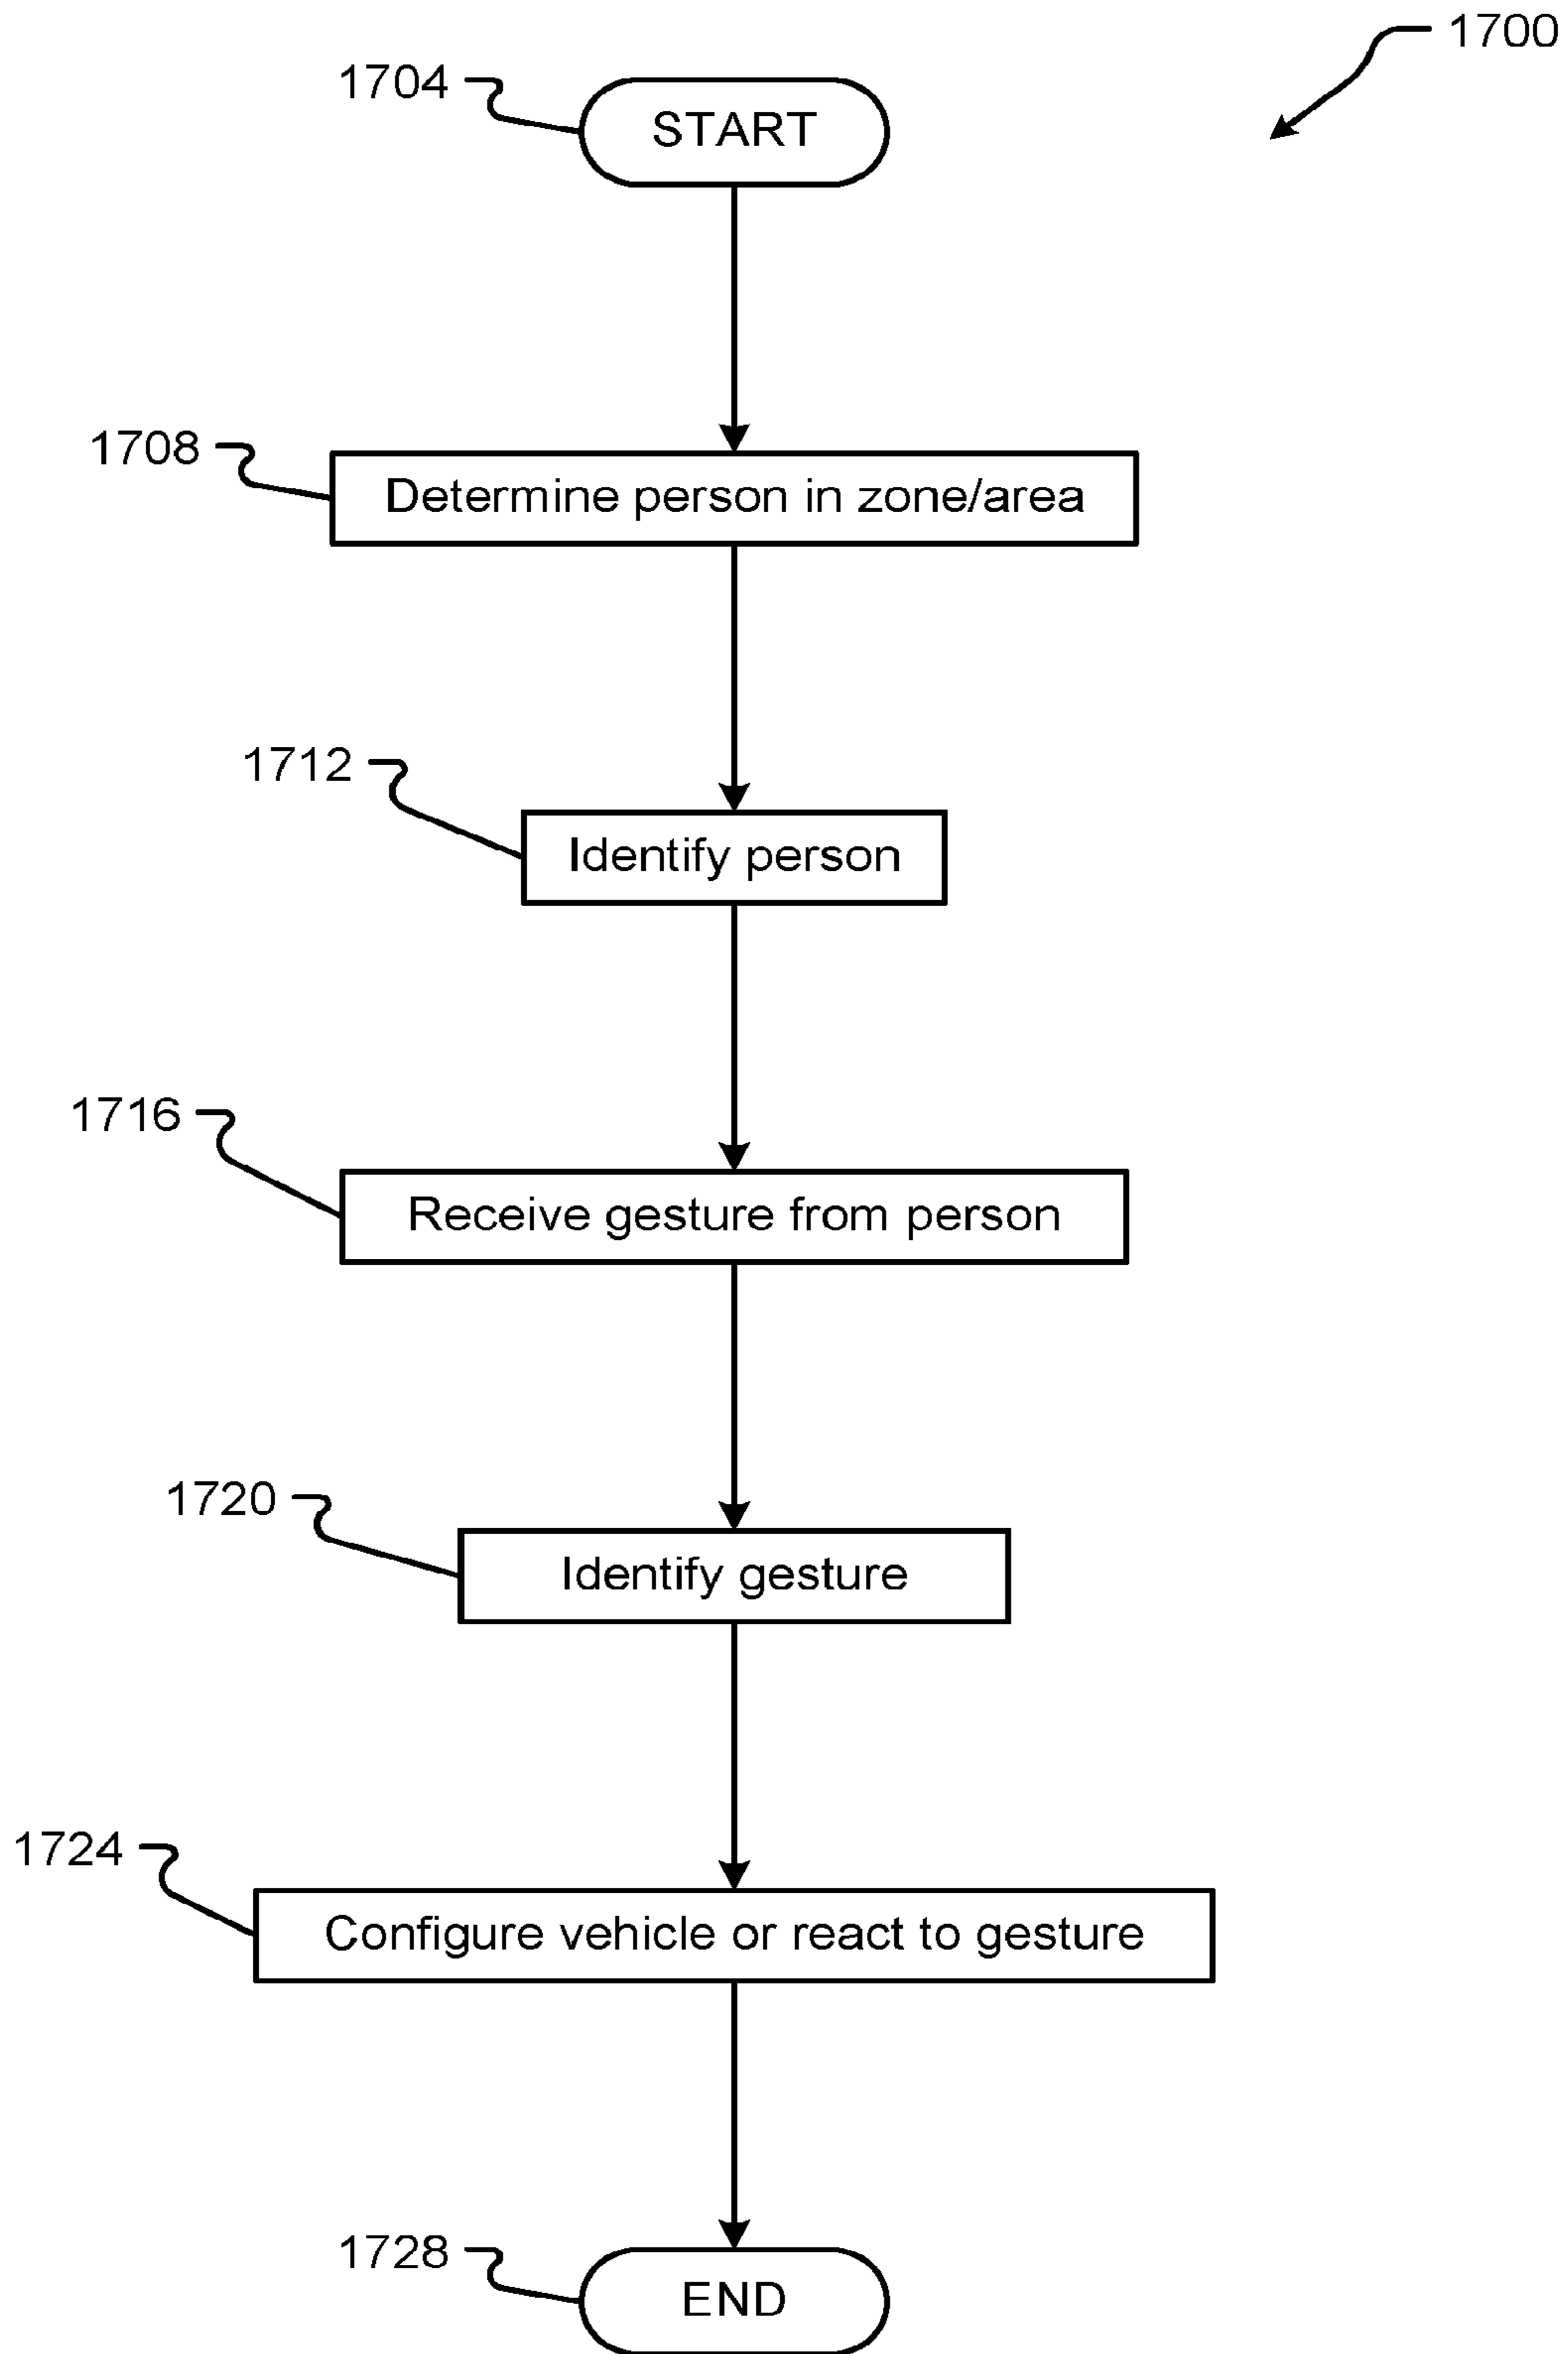 1700
1704
START
1708
Determine person in zone/area
1712
Identify person
1716
Receive gesture from person
1720
Identify gesture
1724
Configure vehicle or react to gesture
1728
END